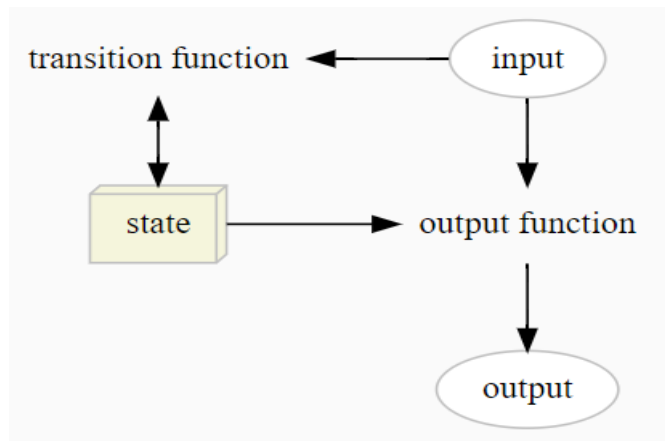 transition function
input
state
output function
output